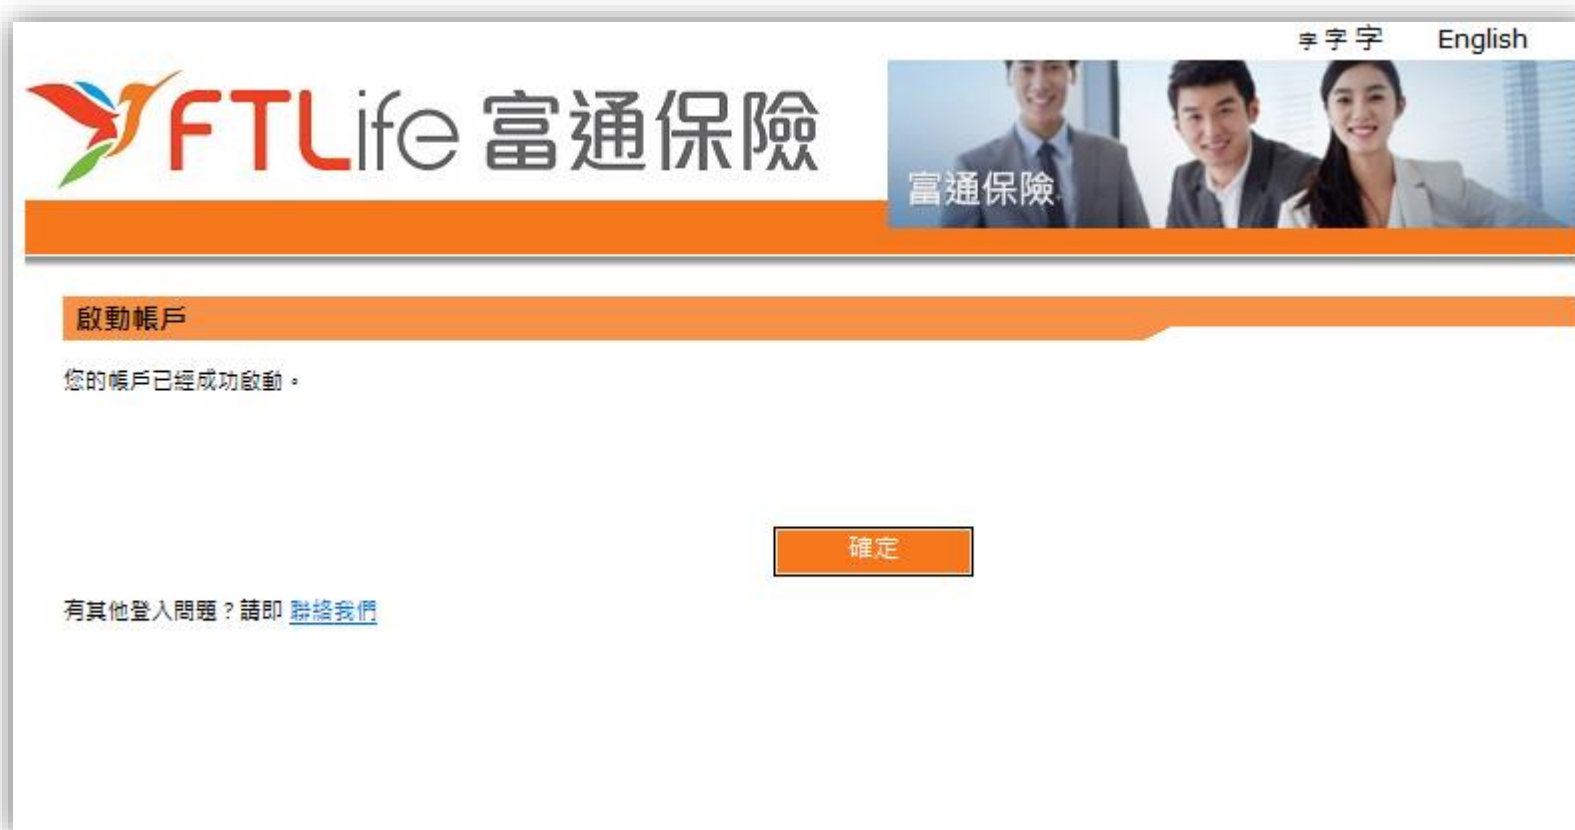 字字字 English
FTLife 富通保險
富通保險
啟動帳戶
您的帳戶已經成功啟動。
確定
有其他登入問題？請即 聯絡我們